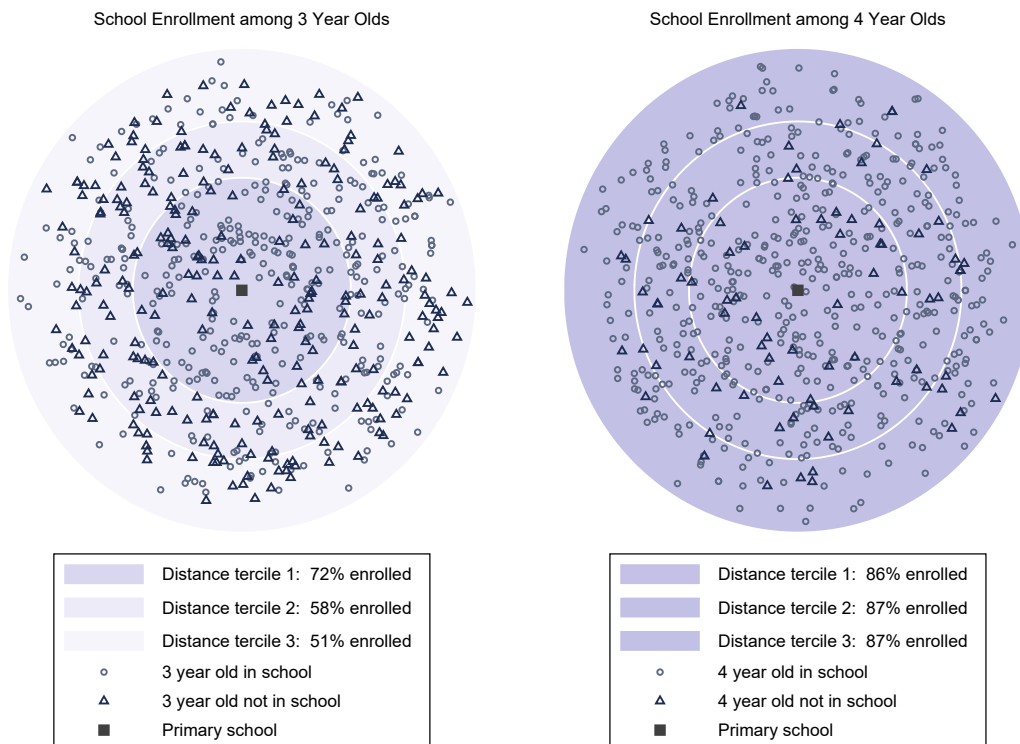 School Enrollment among 3 Year Olds
Distance tercile 1: 72% enrolled
Distance tercile 2: 58% enrolled
Distance tercile 3: 51% enrolled
3 year old in school
3 year old not in school
Primary school
School Enrollment among 4 Year Olds
Distance tercile 1: 86% enrolled
Distance tercile 2: 87% enrolled
Distance tercile 3: 87% enrolled
4 year old in school
4 year old not in school
Primary school